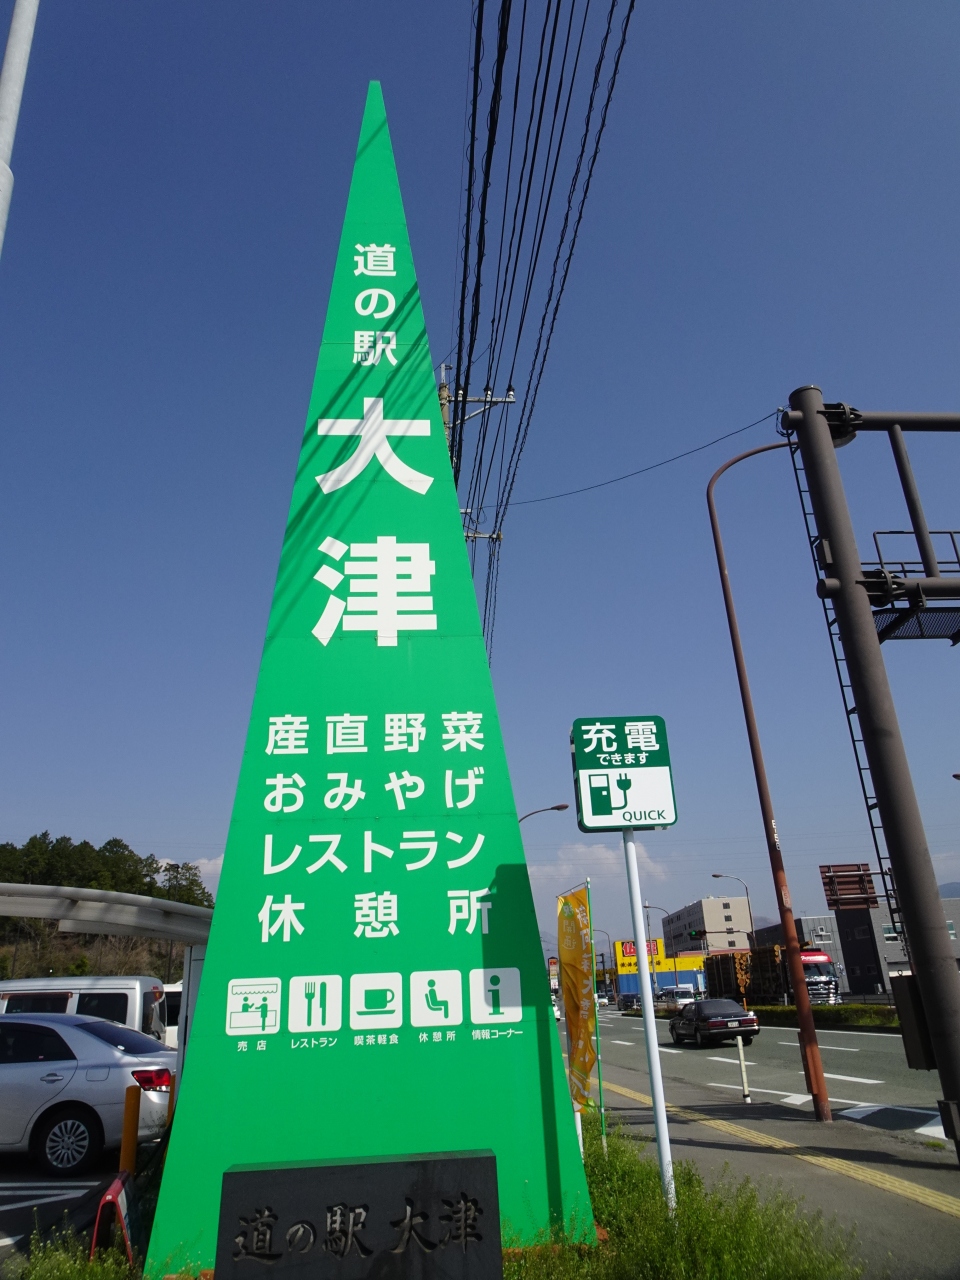 道の駅
大津
産直野菜
おみやげ
レストラン
休憩所
売店
レストラン
喫茶軽食
休憩所
情報コーナー
道の駅 大津
充電
できます
QUICK